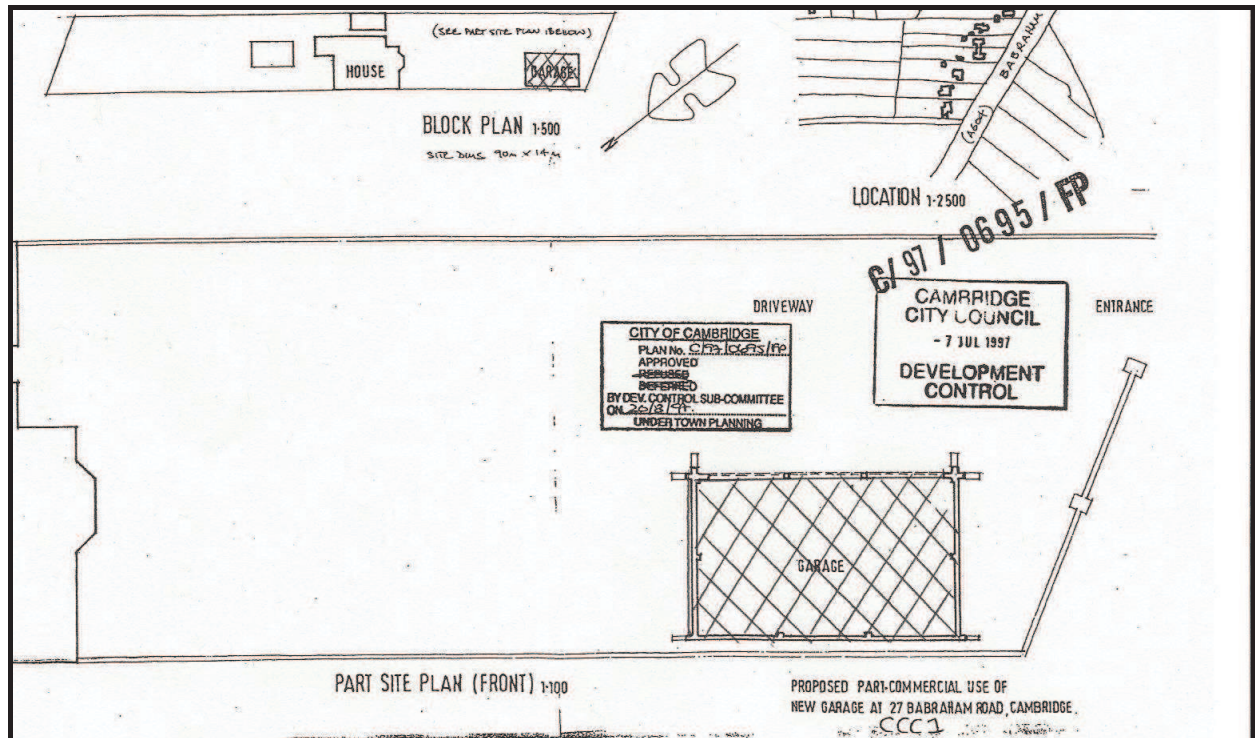 (SEE PART SITE PLAN BELOW)
HOUSE
GARAGE
BLOCK PLAN 1·500
SITE DIMS 90m x 14m
N
BABRAHAM
(A604)
LOCATION 1·2500
C/97/0695/FP
DRIVEWAY
ENTRANCE
CITY OF CAMBRIDGE
PLAN No. C/97/0695/FP
APPROVED
REFUSED
DEFERRED
BY DEV. CONTROL SUB-COMMITTEE
ON 20/8/97.
UNDER TOWN PLANNING
CAMBRIDGE
CITY COUNCIL
- 7 JUL 1997
DEVELOPMENT
CONTROL
GARAGE
PART SITE PLAN (FRONT) 1·100
PROPOSED PART-COMMERCIAL USE OF
NEW GARAGE AT 27 BABRAHAM ROAD, CAMBRIDGE.
CCC1